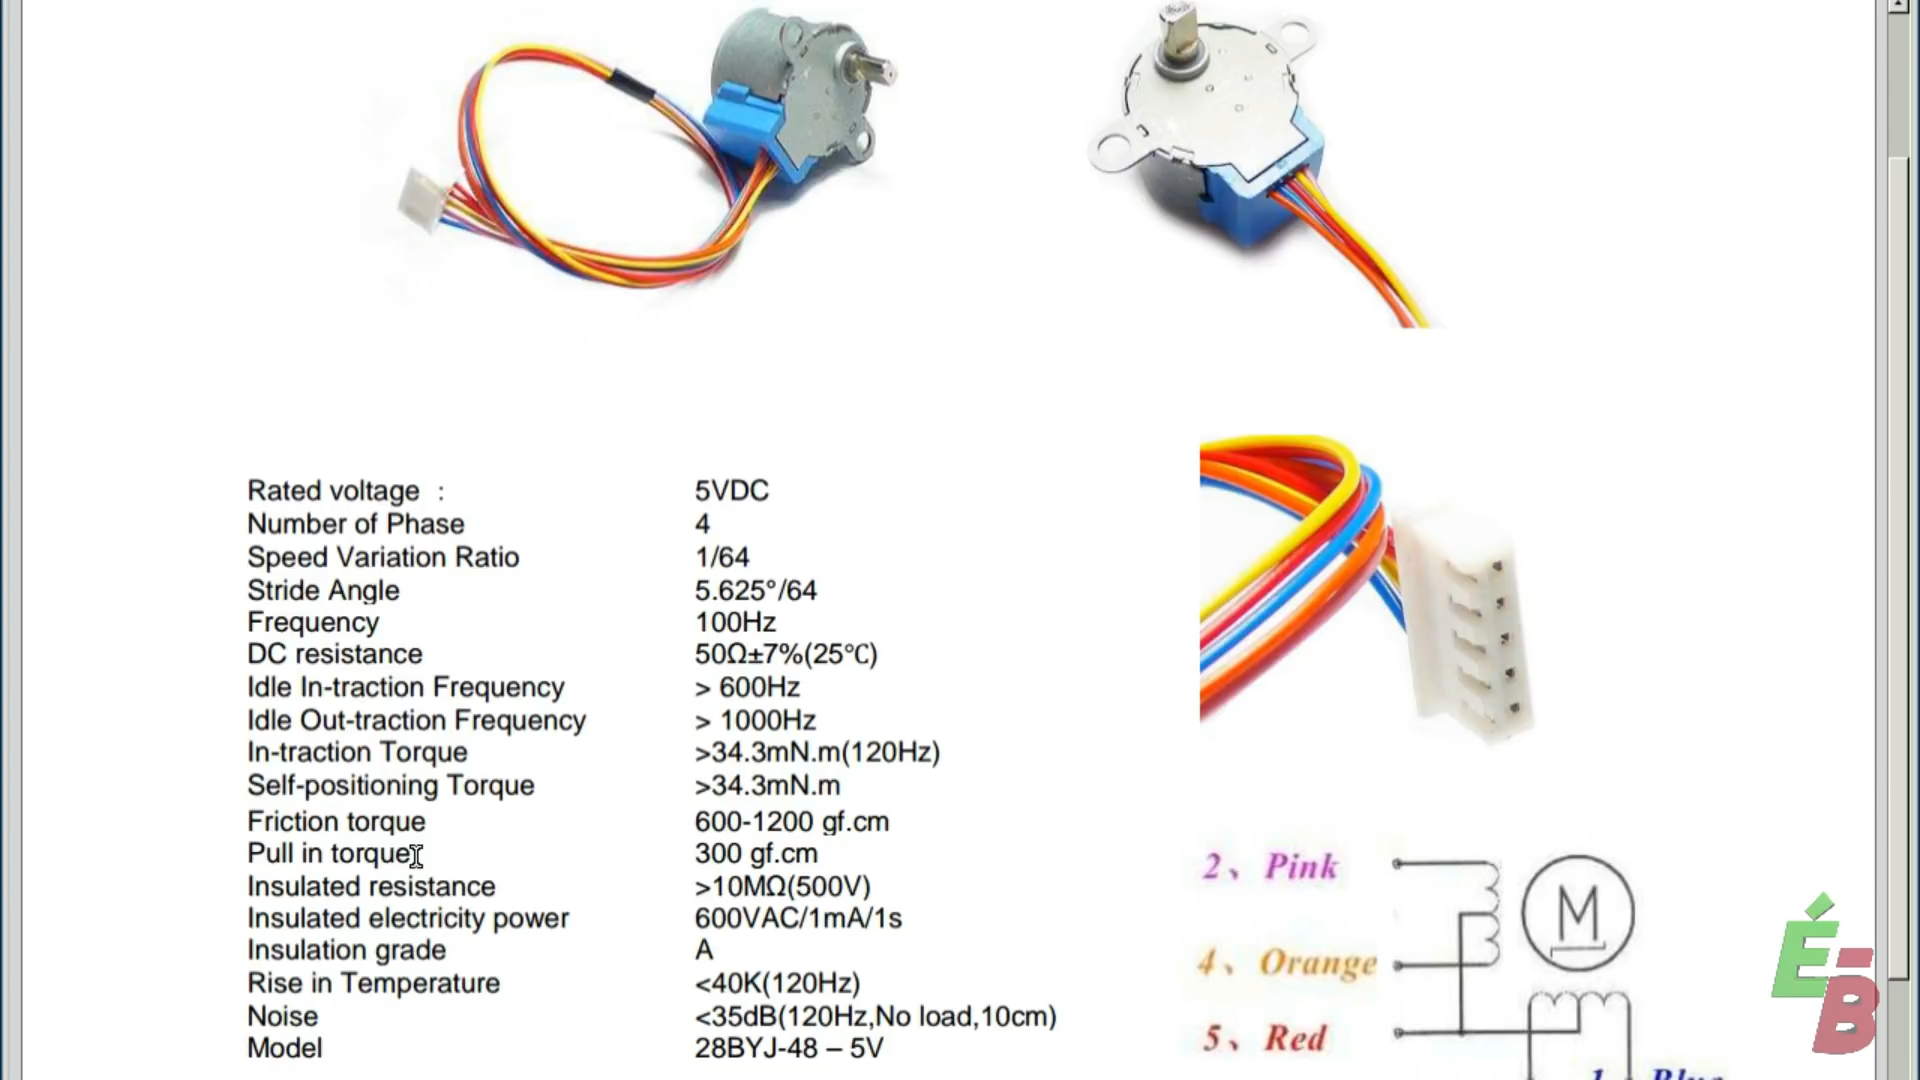 Rated voltage : 5VDC
Number of Phase 4
Speed Variation Ratio 1/64
Stride Angle 5.625°/64
Frequency 100Hz
DC resistance 50Ω±7%(25℃)
Idle In-traction Frequency > 600Hz
Idle Out-traction Frequency > 1000Hz
In-traction Torque >34.3mN.m(120Hz)
Self-positioning Torque >34.3mN.m
Friction torque 600-1200 gf.cm
Pull in torque 300 gf.cm
Insulated resistance >10MΩ(500V)
Insulated electricity power 600VAC/1mA/1s
Insulation grade A
Rise in Temperature <40K(120Hz)
Noise <35dB(120Hz,No load,10cm)
Model 28BYJ-48 – 5V
2、Pink
M
4、Orange
5、Red
1、Blue
É-B